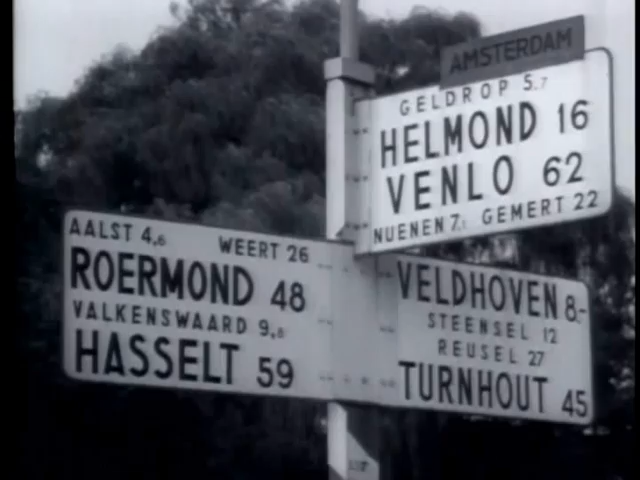 AMSTERDAM
GELDROP 5,7
HELMOND 16
VENLO 62
NUENEN 7,1 GEMERT 22
AALST 4,6 WEERT 26
ROERMOND 48
VALKENSWAARD 9,8
HASSELT 59
VELDHOVEN 8,-
STEENSEL 12
REUSEL 27
TURNHOUT 45